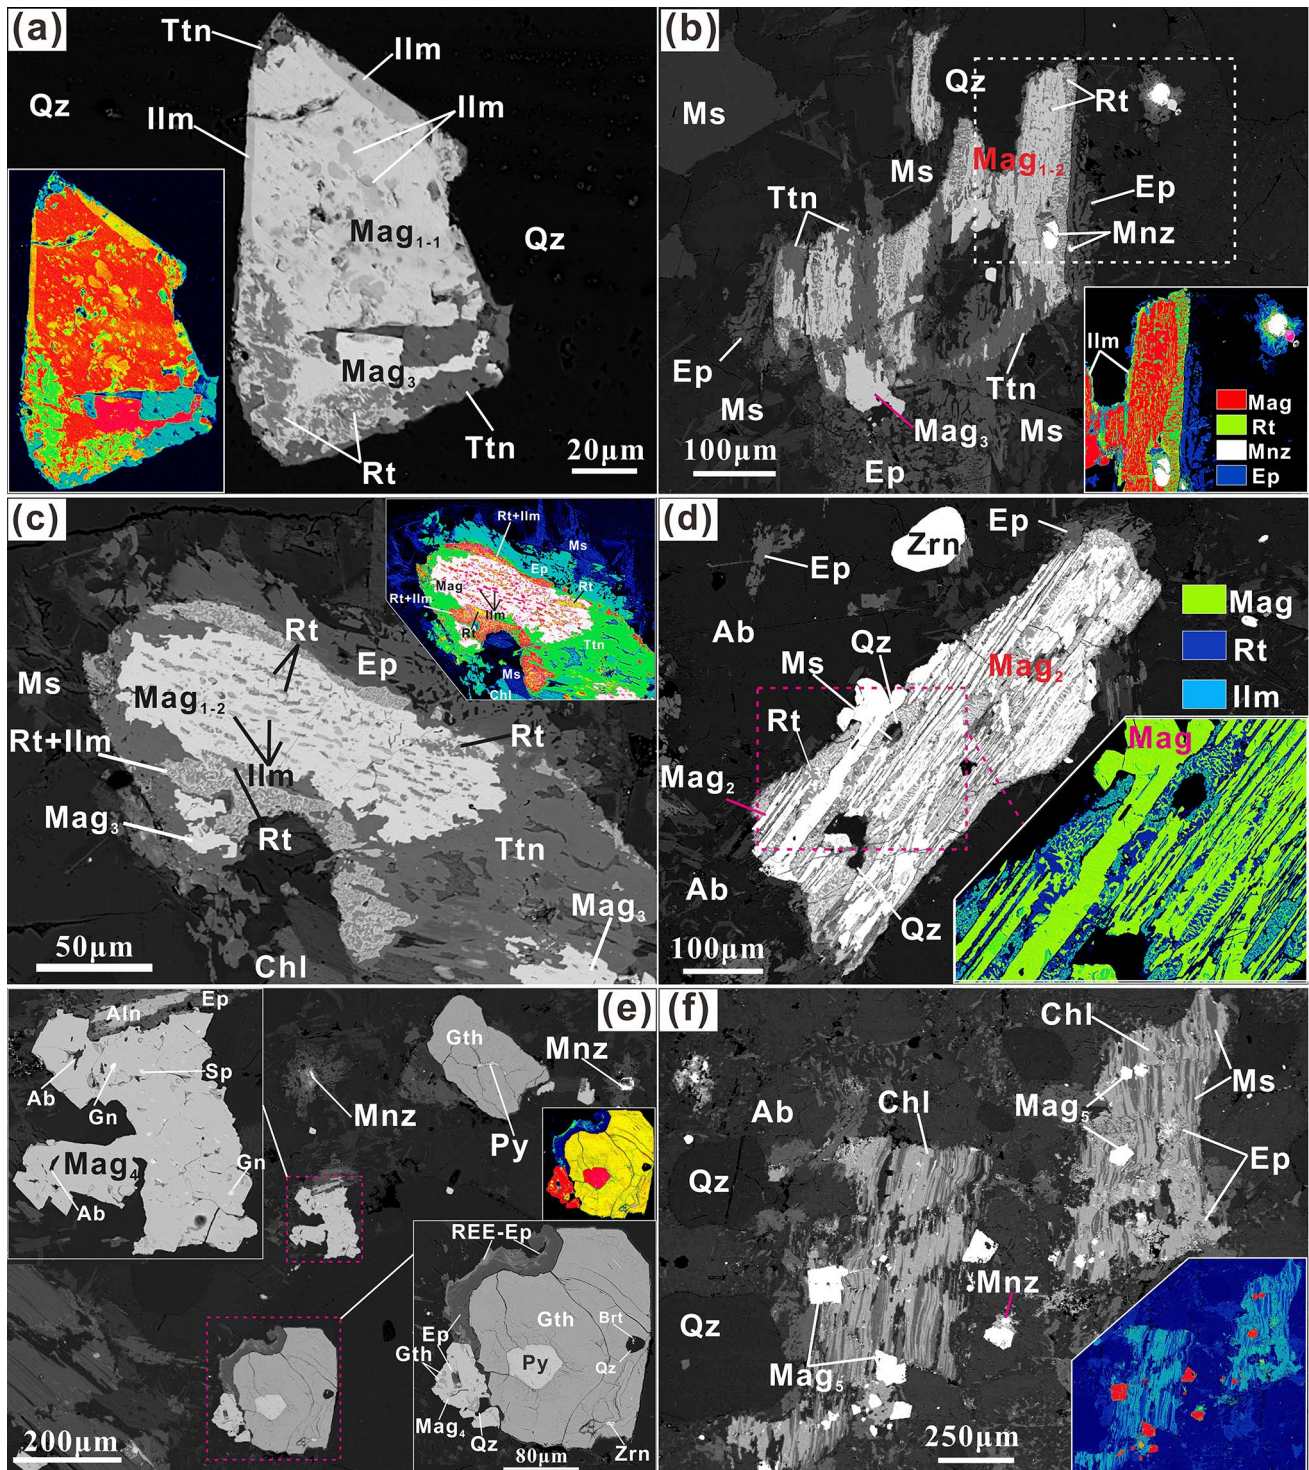 (a)
Ttn
Ilm
Qz
Ilm
Ilm
Mag1-1
Qz
Mag3
Rt
Ttn
20μm
(b)
Ms
Qz
Rt
Mag1-2
Ms
Ttn
Ep
Mnz
Ep
Ms
Mag3
Ttn
Ms
Ep
100μm
Ilm
Mag
Rt
Mnz
Ep
(c)
Rt
Ms
Ep
Mag1-2
Rt+Ilm
Ilm
Rt
Mag3
Rt
Ttn
Mag3
Chl
50μm
Rt+Ilm
Ms
Ep
Mag
Rt
Rt+Ilm
Ilm
Rt
Ttn
Ms
Chl
(d)
Zrn
Ep
Ep
Ab
Qz
Ms
Mag2
Rt
Mag2
Ab
Qz
100μm
Mag
Rt
Ilm
Mag
(e)
Ep
Aln
Ab
Gn
Sp
Mag4
Gn
Ab
Gth
Mnz
Mnz
Py
REE-Ep
Gth
Brt
Ep
Gth
Py
Qz
Mag4
Qz
Zrn
80μm
200μm
(f)
Chl
Ms
Ab
Chl
Mag5
Ep
Qz
Mnz
Qz
Mag5
250μm